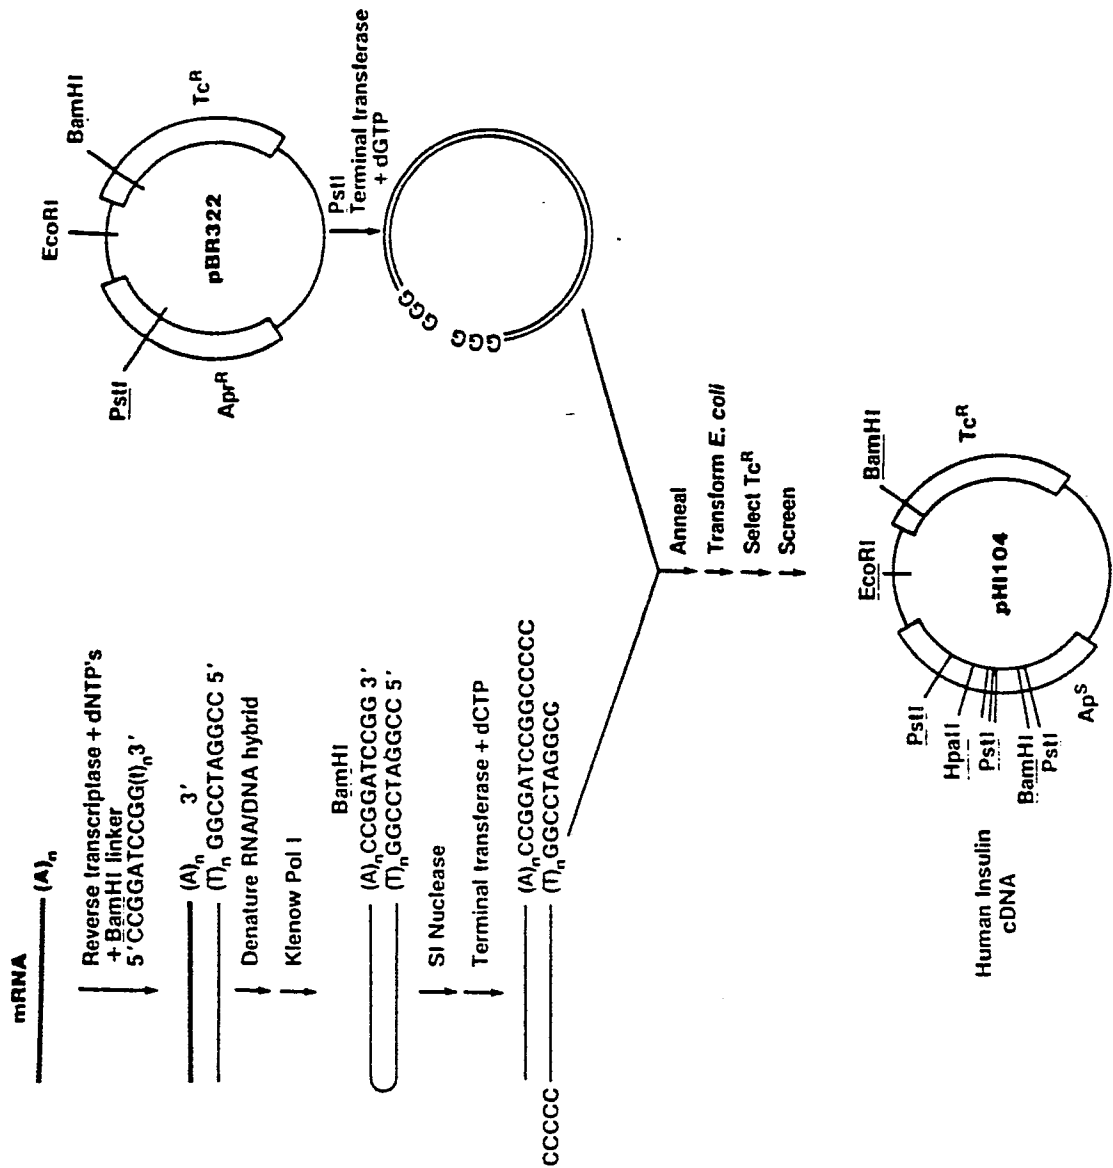 mRNA
(A)n
Reverse transcriptase + dNTP's
+ BamHI linker
5'CCGGATCCGG(t)n3'
(A)n 3'
(T)n GGCCTAGGCC 5'
Denature RNA/DNA hybrid
Klenow Pol I
BamHI
(A)nCCGGATCCGG 3'
(T)nGGCCTAGGCC 5'
SI Nuclease
Terminal transferase + dCTP
(A)nCCGGATCCGGCCCCC
CCCCC
(T)nGGCCTAGGCG
EcoRI
BamHI
PstI
pBR322
TcR
AprR
PstI
Terminal transferase
+ dGTP
GGG GG
GG GGG
Anneal
Transform E. coli
Select TcR
Screen
EcoRI
BamHI
PstI
HpaII
PstI
BamHI
PstI
pHI104
TcR
ApS
Human Insulin
cDNA